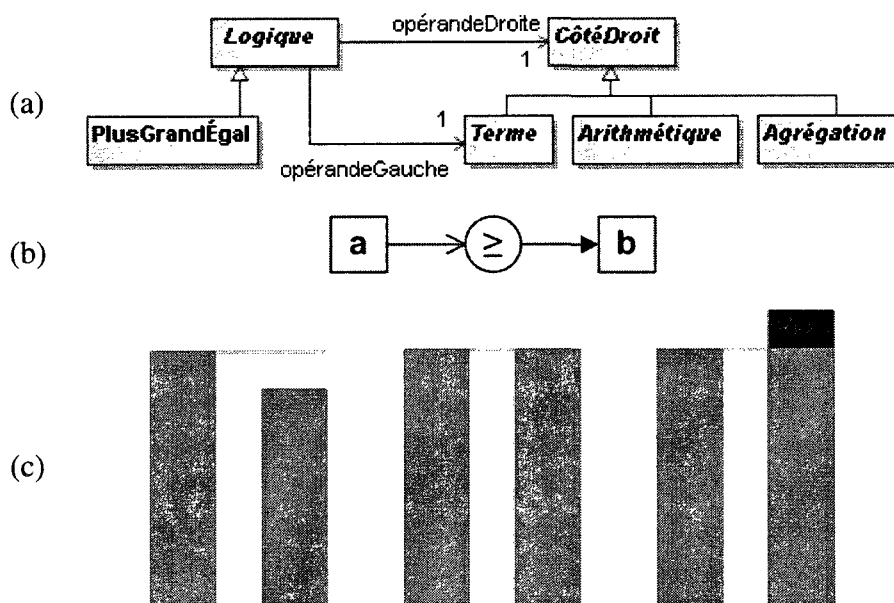 Logique
opérandeDroite
CôtéDroit
1
(a)
PlusGrandÉgal
1
Terme
Arithmétique
Agrégation
opérandeGauche
(b)
a
≥
b
(c)